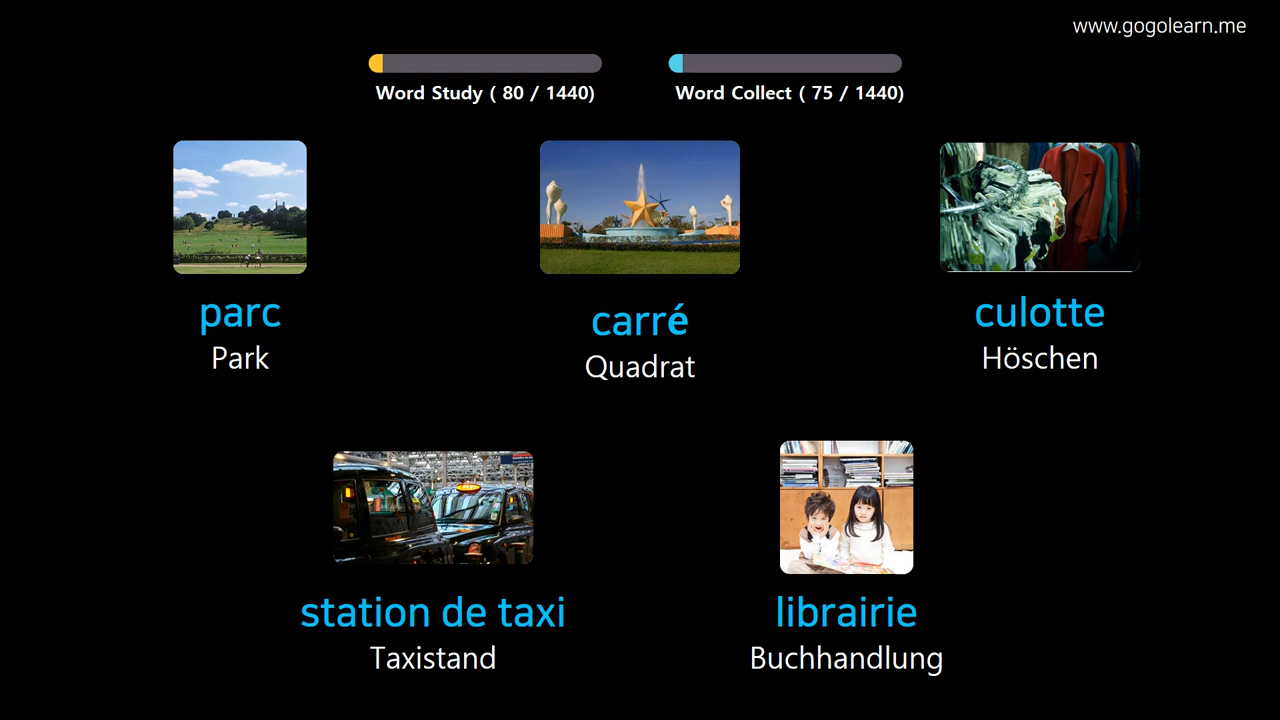 www.gogolearn.me
Word Study ( 80 / 1440)
Word Collect ( 75 / 1440)
parc
Park
carré
Quadrat
culotte
Höschen
station de taxi
Taxistand
librairie
Buchhandlung